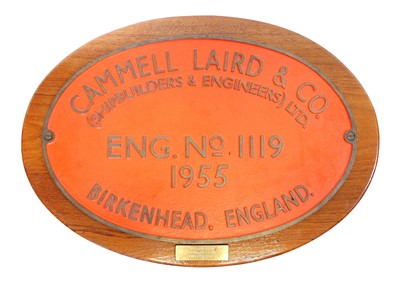 CAMMELL LAIRD & CO.
(SHIPBUILDERS & ENGINEERS) LTD.
ENG. No. 1119
1955
BIRKENHEAD, ENGLAND.